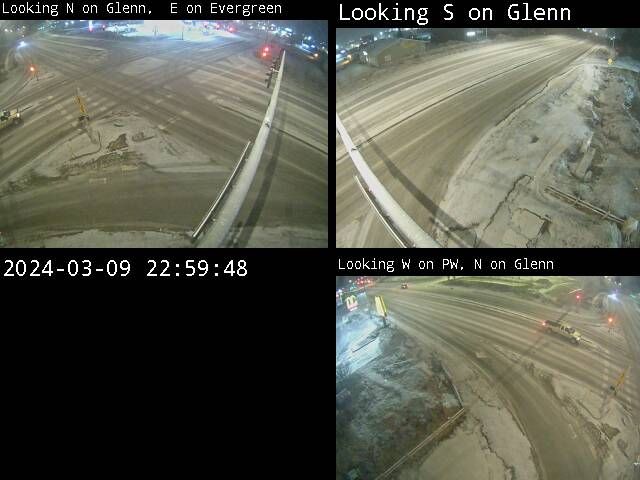 Looking N on Glenn,  E on Evergreen
Looking S on Glenn
2024-03-09 22:59:48
Looking W on PW, N on Glenn